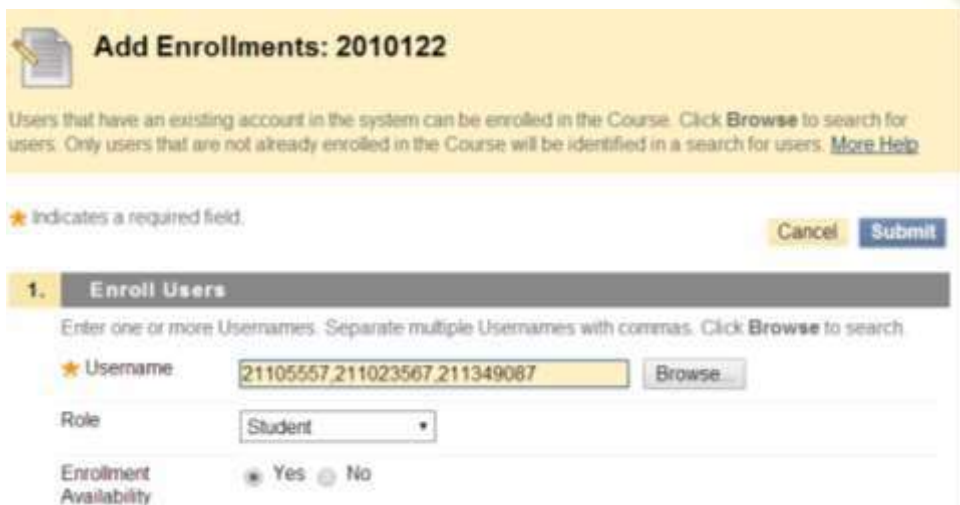 Add Enrollments: 2010122
Users that have an existing account in the system can be enrolled in the Course. Click Browse to search for
users. Only users that are not already enrolled in the Course will be identified in a search for users. More Help
Indicates a required field.
Cancel Submit
1. Enroll Users
Enter one or more Usernames. Separate multiple Usernames with commas. Click Browse to search.
Username 21105557,211023567,211349087 Browse...
Role Student
Enrollment Yes No
Availability